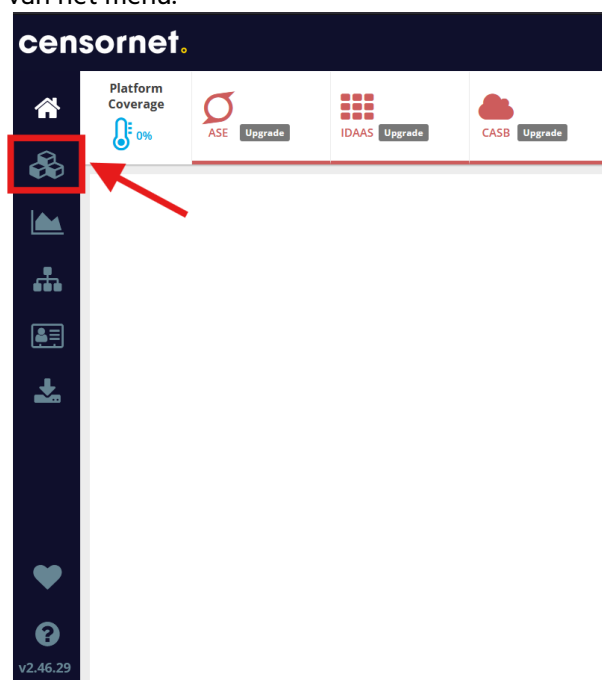 van het menu.
censornet.
Platform
Coverage
0%
ASE Upgrade
IDAAS Upgrade
CASB Upgrade
v2.46.29